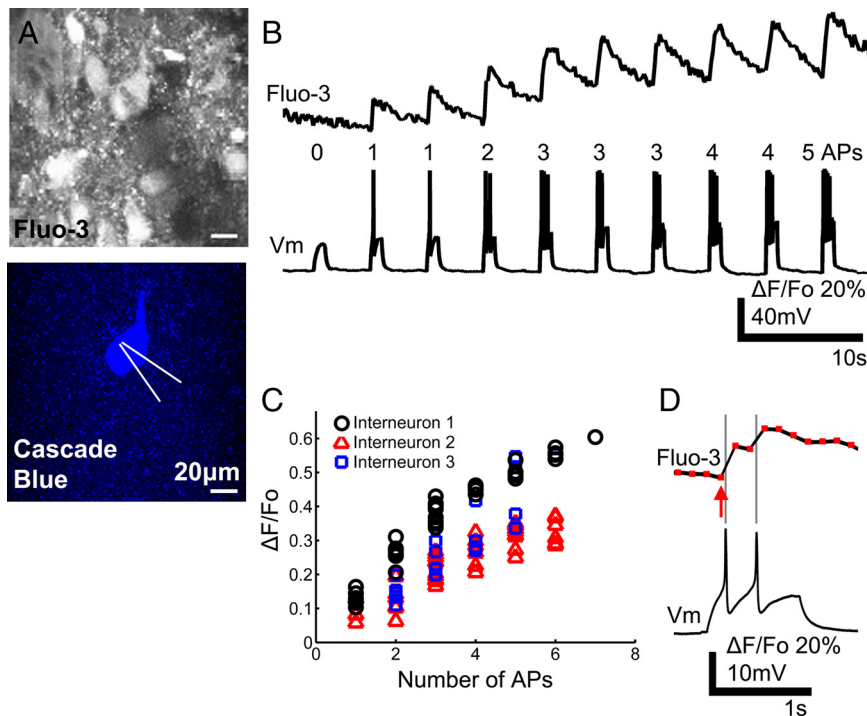 A
Fluo-3
Cascade
Blue
20μm
B
Fluo-3
0 1 1 2 3 3 3 4 4 5 APs
Vm
ΔF/Fo 20%
40mV
10s
C
Interneuron 1
Interneuron 2
Interneuron 3
0.6
0.5
0.4
0.3
0.2
0.1
0
ΔF/Fo
0 2 4 6 8
Number of APs
D
Fluo-3
Vm
ΔF/Fo 20%
10mV
1s